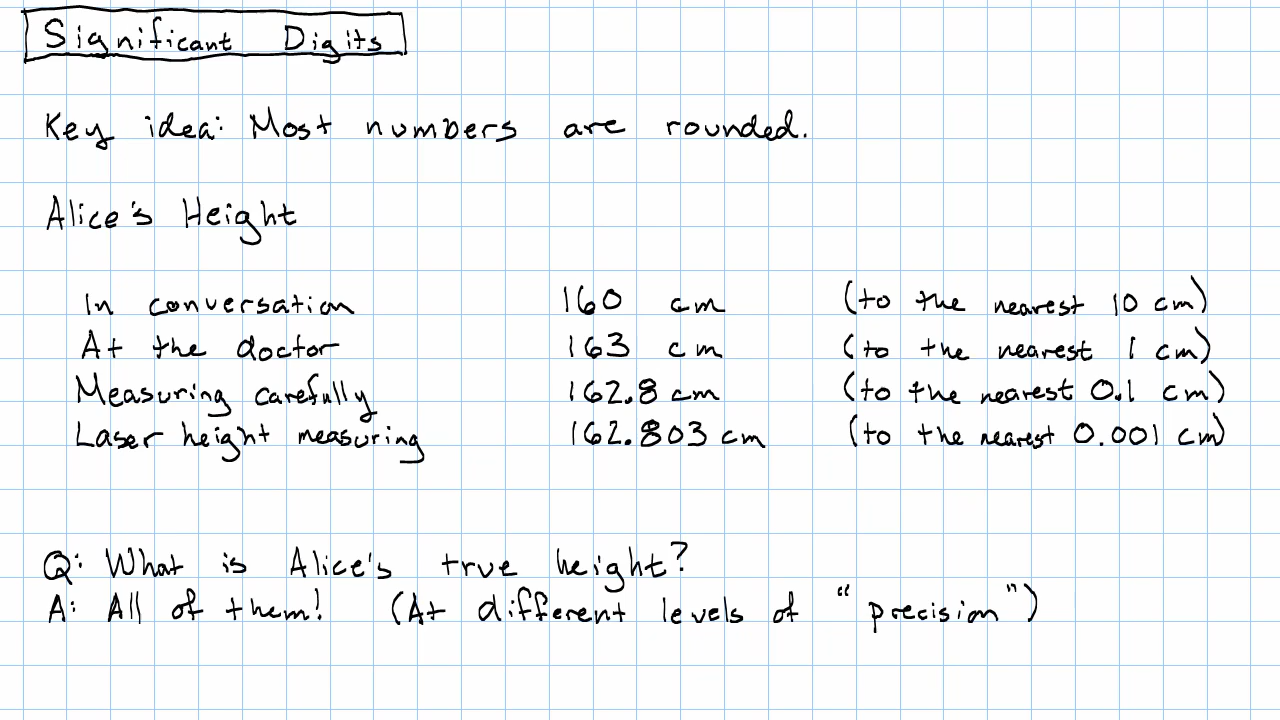 Significant Digits
Key idea: Most numbers are rounded.
Alice's Height
In conversation 160 cm (to the nearest 10 cm)
At the doctor 163 cm (to the nearest 1 cm)
Measuring carefully 162.8 cm (to the nearest 0.1 cm)
Laser height measuring 162.803 cm (to the nearest 0.001 cm)
Q: What is Alice's true height?
A: All of them! (At different levels of "precision")